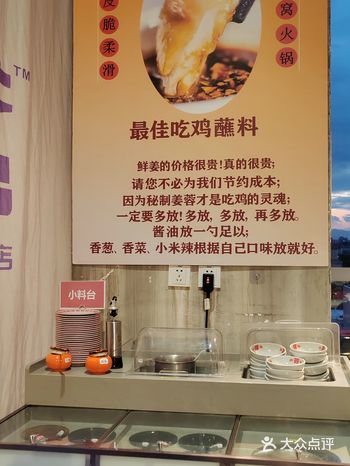 皮脆柔滑
窝火锅
TM
最佳吃鸡蘸料
鲜姜的价格很贵!真的很贵;
请您不必为我们节约成本;
因为秘制姜蓉才是吃鸡的灵魂;
一定要多放!多放,多放,再多放。
酱油放一勺足以;
香葱、香菜、小米辣根据自己口味放就好。
店
小料台
大众点评